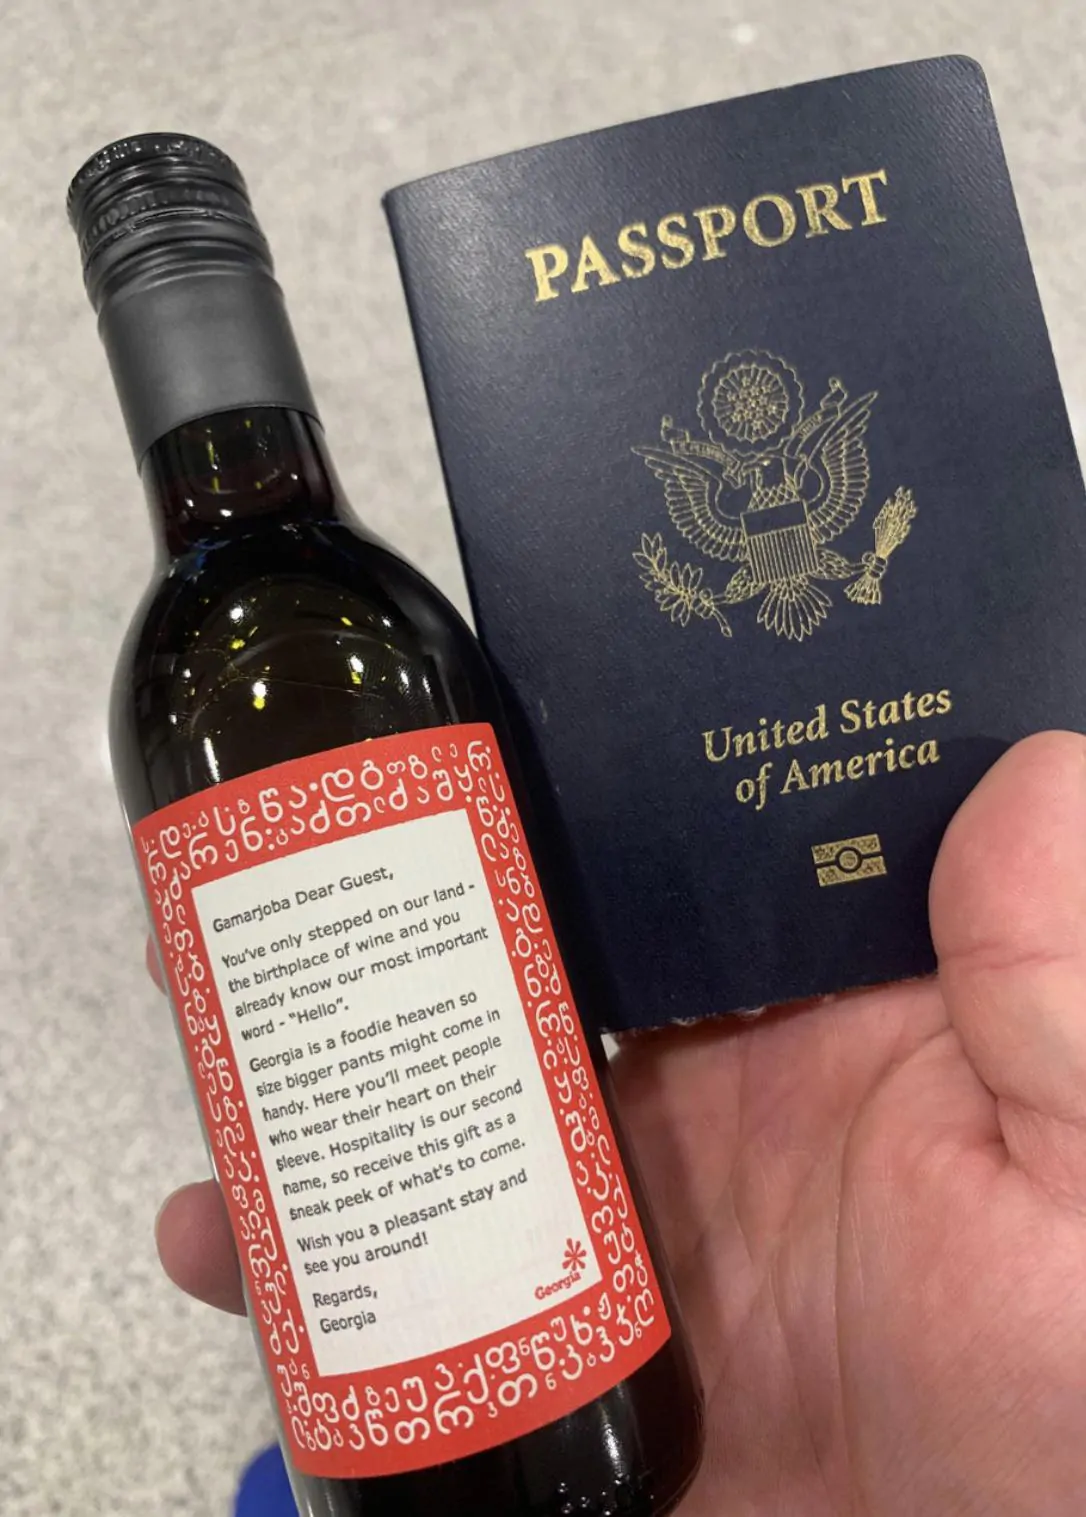 PASSPORT
United States
of America
Gamarjoba Dear Guest,
You've only stepped on our land -
the birthplace of wine and you
already know our most important
word - "Hello".
Georgia is a foodie heaven so
size bigger pants might come in
handy. Here you'll meet people
who wear their heart on their
sleeve. Hospitality is our second
name, so receive this gift as a
sneak peek of what's to come.
Wish you a pleasant stay and
see you around!
Regards,
Georgia
Georgia